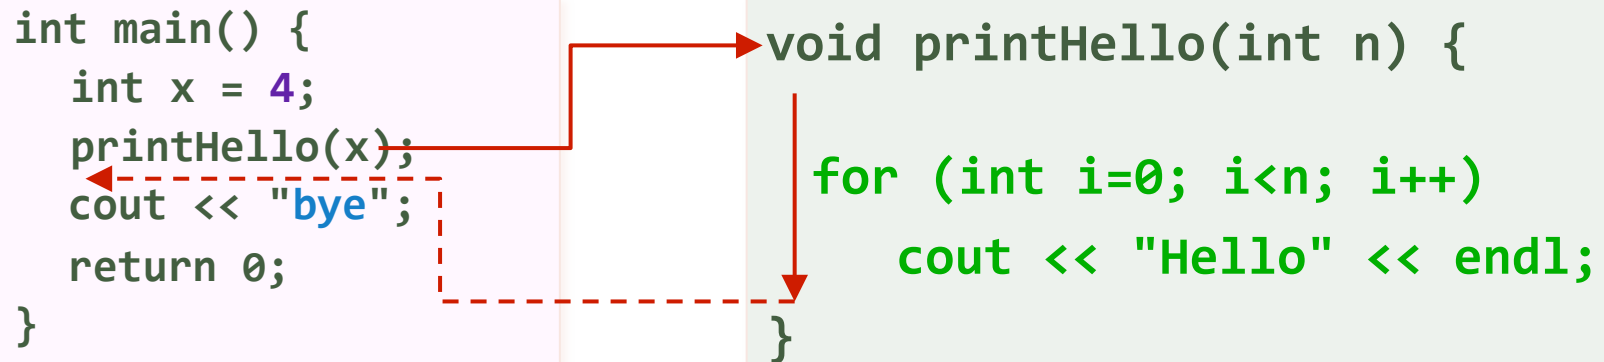 int main() {
int x = 4;
printHello(x);
cout << "bye";
return 0;
}
void printHello(int n) {
for (int i=0; i<n; i++)
cout << "Hello" << endl;
}